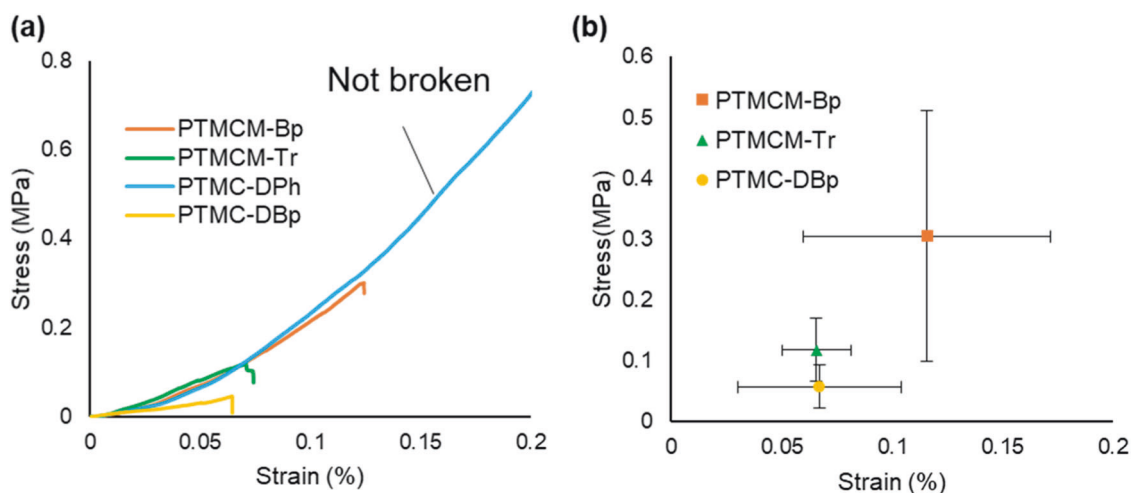 (a)
0.8
0.6
0.4
0.2
0
Stress (MPa)
Not broken
PTMCM-Bp
PTMCM-Tr
PTMC-DPh
PTMC-DBp
0 0.05 0.1 0.15 0.2
Strain (%)
(b)
0.6
0.5
0.4
0.3
0.2
0.1
0
Stress(MPa)
PTMCM-Bp
PTMCM-Tr
PTMC-DBp
0 0.05 0.1 0.15 0.2
Strain (%)